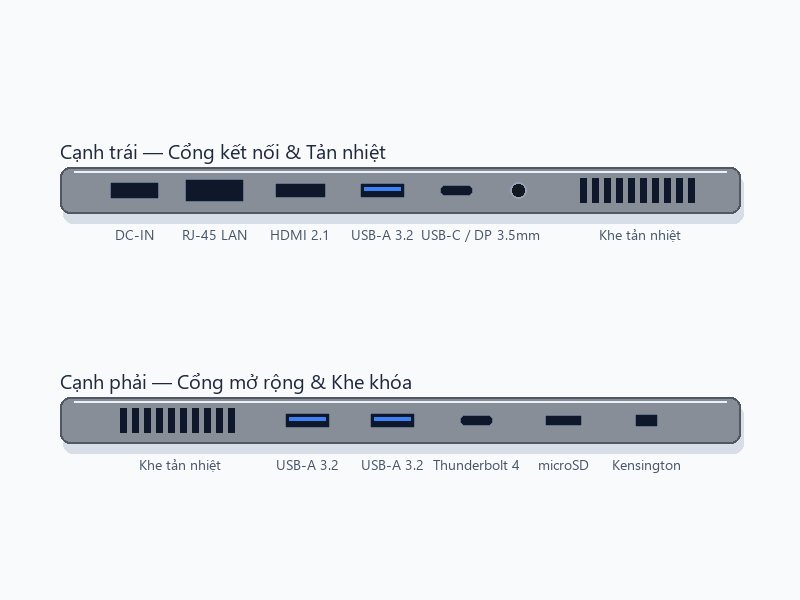 Cạnh trái — Cổng kết nối & Tản nhiệt
DC-IN RJ-45 LAN HDMI 2.1 USB-A 3.2 USB-C / DP 3.5mm Khe tản nhiệt
Cạnh phải — Cổng mở rộng & Khe khóa
Khe tản nhiệt USB-A 3.2 USB-A 3.2 Thunderbolt 4 microSD Kensington